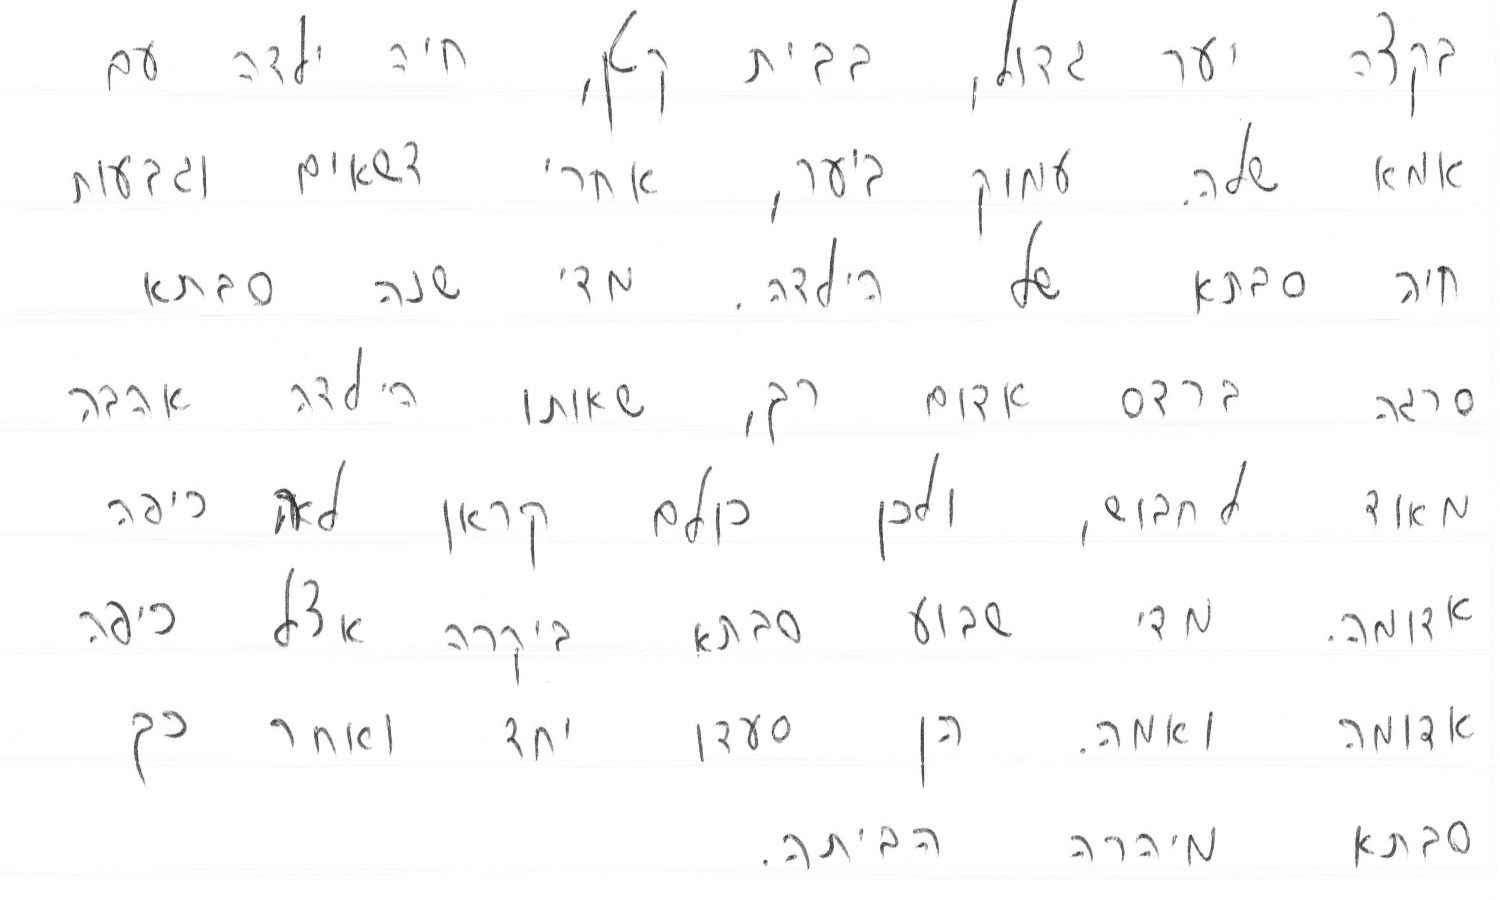 בקצה יער גדול, בבית קטן, חיה ילדה עם
אמא שלה. עמוק ביער, אחרי דשאים וגבעות
חיה סבתא של הילדה. מדי שנה סבתא
סרגה ברדס אדום רך, שאותו הילדה אהבה
מאוד לחבוש, ולכן כולם קראו לה כיפה
אדומה. מדי שבוע סבתא ביקרה אצל כיפה
אדומה ואמה. הן סעדו יחד ואחר כך
סבתא מיהרה הביתה.